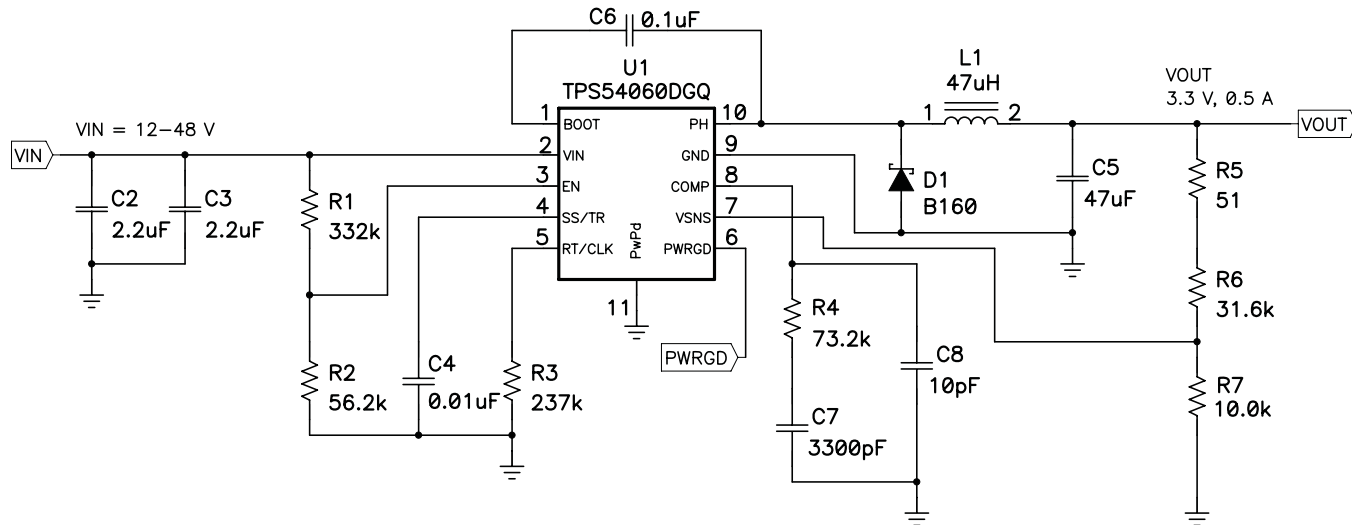 C6
0.1uF
U1
TPS54060DGQ
1
BOOT
PH
10
2
VIN
GND
9
3
EN
COMP
8
4
SS/TR
VSNS
7
5
RT/CLK
PWRGD
6
PwPd
11
VIN = 12-48 V
VIN
C2
2.2uF
C3
2.2uF
R1
332k
R2
56.2k
C4
0.01uF
R3
237k
PWRGD
R4
73.2k
C7
3300pF
C8
10pF
L1
47uH
1
2
D1
B160
C5
47uF
VOUT
3.3 V, 0.5 A
VOUT
R5
51
R6
31.6k
R7
10.0k